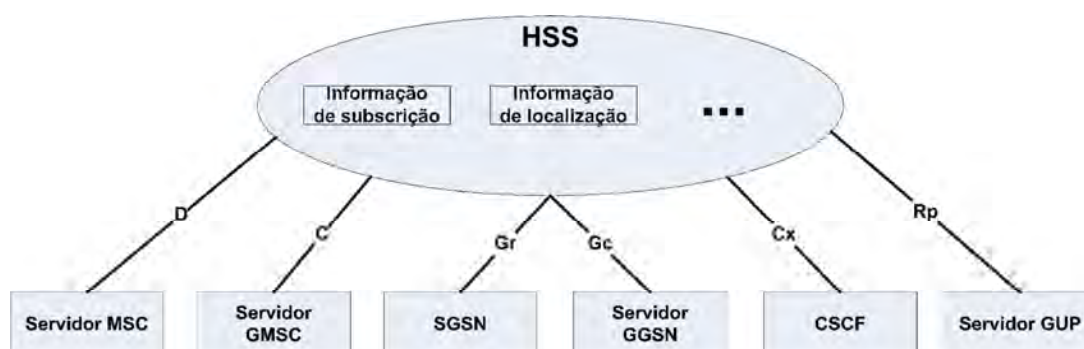 HSS
Informação
de subscrição
Informação
de localização
...
D
C
Gr
Gc
Cx
Rp
Servidor MSC
Servidor
GMSC
SGSN
Servidor
GGSN
CSCF
Servidor GUP